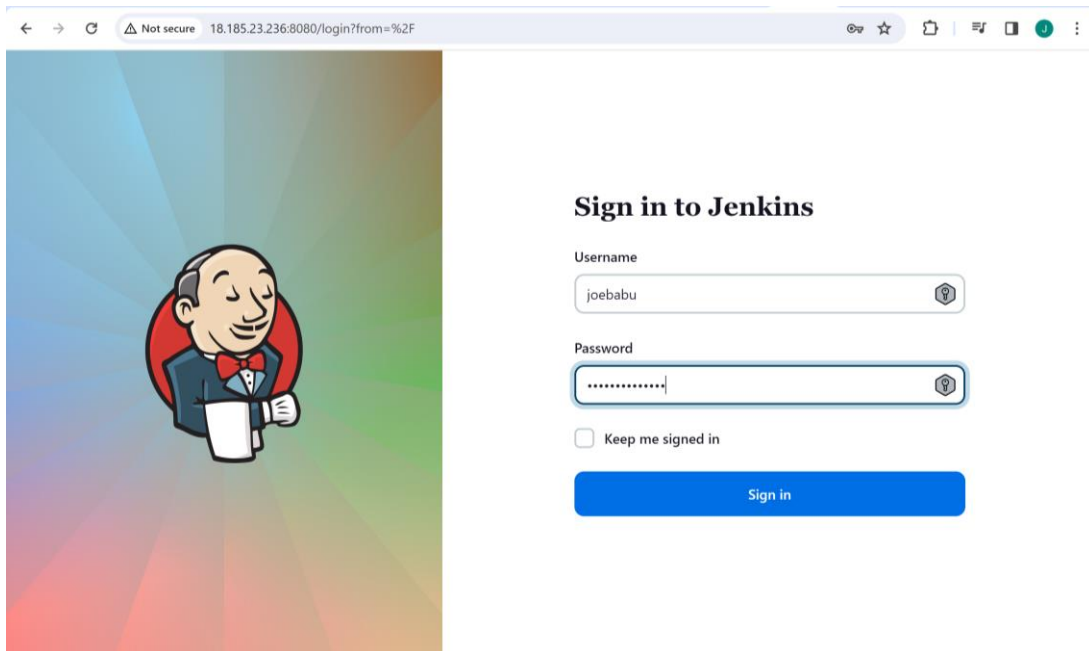 Not secure 18.185.23.236:8080/login?from=%2F
J
Sign in to Jenkins
Username
joebabu
Password
••••••••••••••
Keep me signed in
Sign in